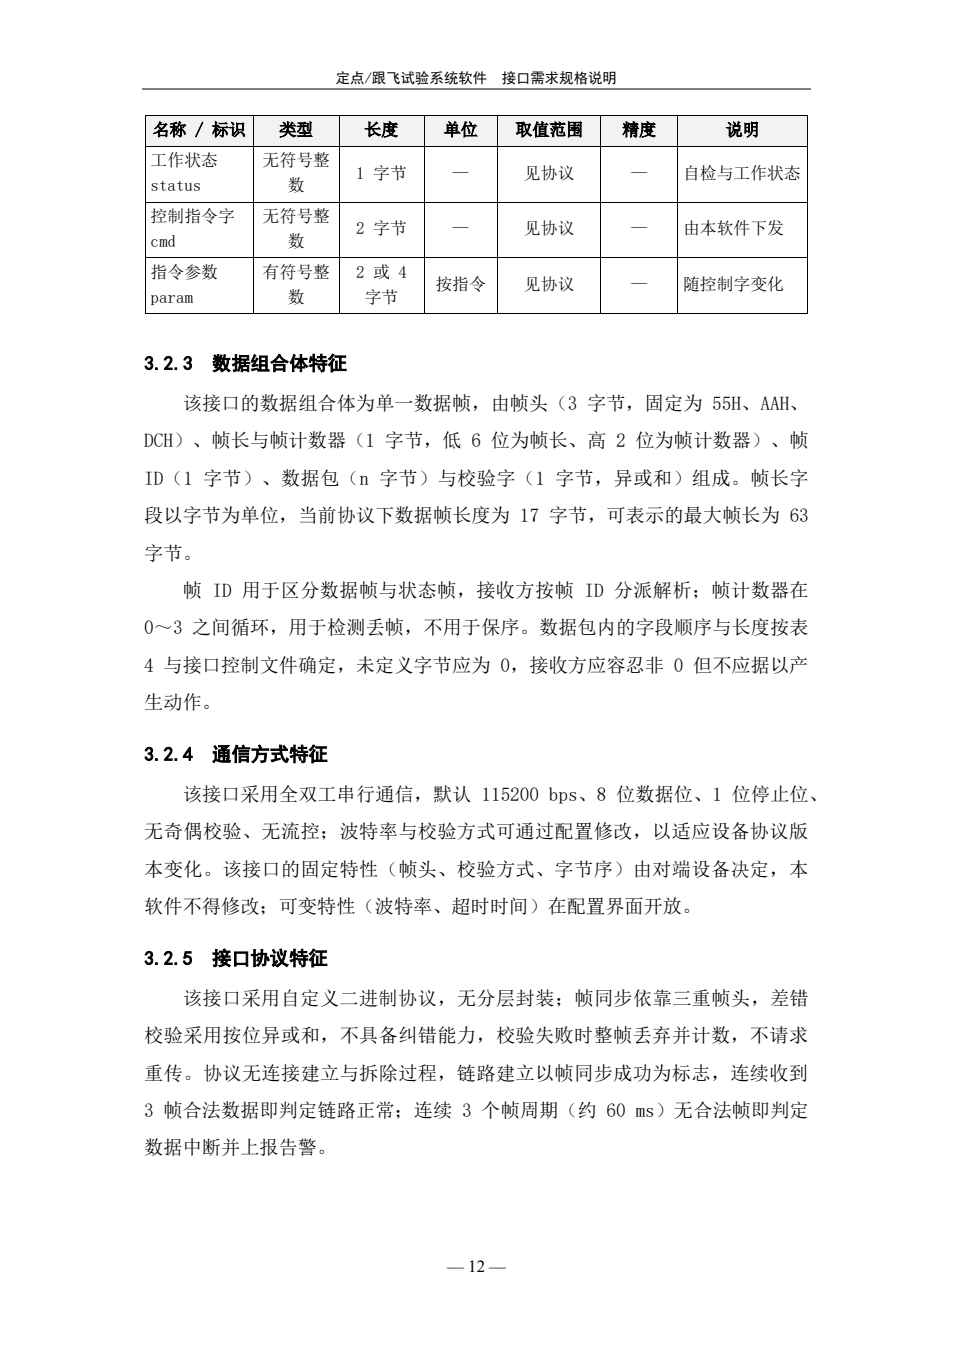 定点/跟飞试验系统软件　接口需求规格说明
名称 / 标识 类型 长度 单位 取值范围 精度 说明
工作状态 status 无符号整数 1 字节 — 见协议 — 自检与工作状态
控制指令字 cmd 无符号整数 2 字节 — 见协议 — 由本软件下发
指令参数 param 有符号整数 2 或 4 字节 按指令 见协议 — 随控制字变化
3.2.3 数据组合体特征
该接口的数据组合体为单一数据帧，由帧头（3 字节，固定为 55H、AAH、
DCH）、帧长与帧计数器（1 字节，低 6 位为帧长、高 2 位为帧计数器）、帧
ID（1 字节）、数据包（n 字节）与校验字（1 字节，异或和）组成。帧长字
段以字节为单位，当前协议下数据帧长度为 17 字节，可表示的最大帧长为 63
字节。
帧 ID 用于区分数据帧与状态帧，接收方按帧 ID 分派解析；帧计数器在
0～3 之间循环，用于检测丢帧，不用于保序。数据包内的字段顺序与长度按表
4 与接口控制文件确定，未定义字节应为 0，接收方应容忍非 0 但不应据以产
生动作。
3.2.4 通信方式特征
该接口采用全双工串行通信，默认 115200 bps、8 位数据位、1 位停止位、
无奇偶校验、无流控；波特率与校验方式可通过配置修改，以适应设备协议版
本变化。该接口的固定特性（帧头、校验方式、字节序）由对端设备决定，本
软件不得修改；可变特性（波特率、超时时间）在配置界面开放。
3.2.5 接口协议特征
该接口采用自定义二进制协议，无分层封装；帧同步依靠三重帧头，差错
校验采用按位异或和，不具备纠错能力，校验失败时整帧丢弃并计数，不请求
重传。协议无连接建立与拆除过程，链路建立以帧同步成功为标志，连续收到
3 帧合法数据即判定链路正常；连续 3 个帧周期（约 60 ms）无合法帧即判定
数据中断并上报告警。
— 12 —